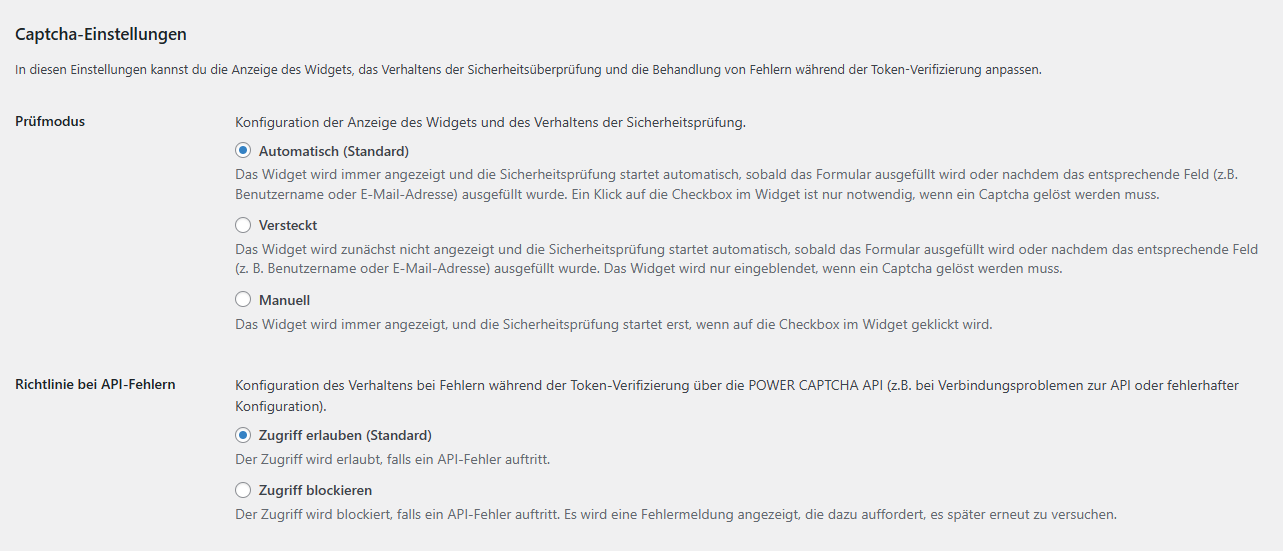 Captcha-Einstellungen
In diesen Einstellungen kannst du die Anzeige des Widgets, das Verhaltens der Sicherheitsüberprüfung und die Behandlung von Fehlern während der Token-Verifizierung anpassen.
Prüfmodus
Konfiguration der Anzeige des Widgets und des Verhaltens der Sicherheitsprüfung.
Automatisch (Standard)
Das Widget wird immer angezeigt und die Sicherheitsprüfung startet automatisch, sobald das Formular ausgefüllt wird oder nachdem das entsprechende Feld (z.B.
Benutzername oder E-Mail-Adresse) ausgefüllt wurde. Ein Klick auf die Checkbox im Widget ist nur notwendig, wenn ein Captcha gelöst werden muss.
Versteckt
Das Widget wird zunächst nicht angezeigt und die Sicherheitsprüfung startet automatisch, sobald das Formular ausgefüllt wird oder nachdem das entsprechende Feld
(z. B. Benutzername oder E-Mail-Adresse) ausgefüllt wurde. Das Widget wird nur eingeblendet, wenn ein Captcha gelöst werden muss.
Manuell
Das Widget wird immer angezeigt, und die Sicherheitsprüfung startet erst, wenn auf die Checkbox im Widget geklickt wird.
Richtlinie bei API-Fehlern
Konfiguration des Verhaltens bei Fehlern während der Token-Verifizierung über die POWER CAPTCHA API (z.B. bei Verbindungsproblemen zur API oder fehlerhafter
Konfiguration).
Zugriff erlauben (Standard)
Der Zugriff wird erlaubt, falls ein API-Fehler auftritt.
Zugriff blockieren
Der Zugriff wird blockiert, falls ein API-Fehler auftritt. Es wird eine Fehlermeldung angezeigt, die dazu auffordert, es später erneut zu versuchen.